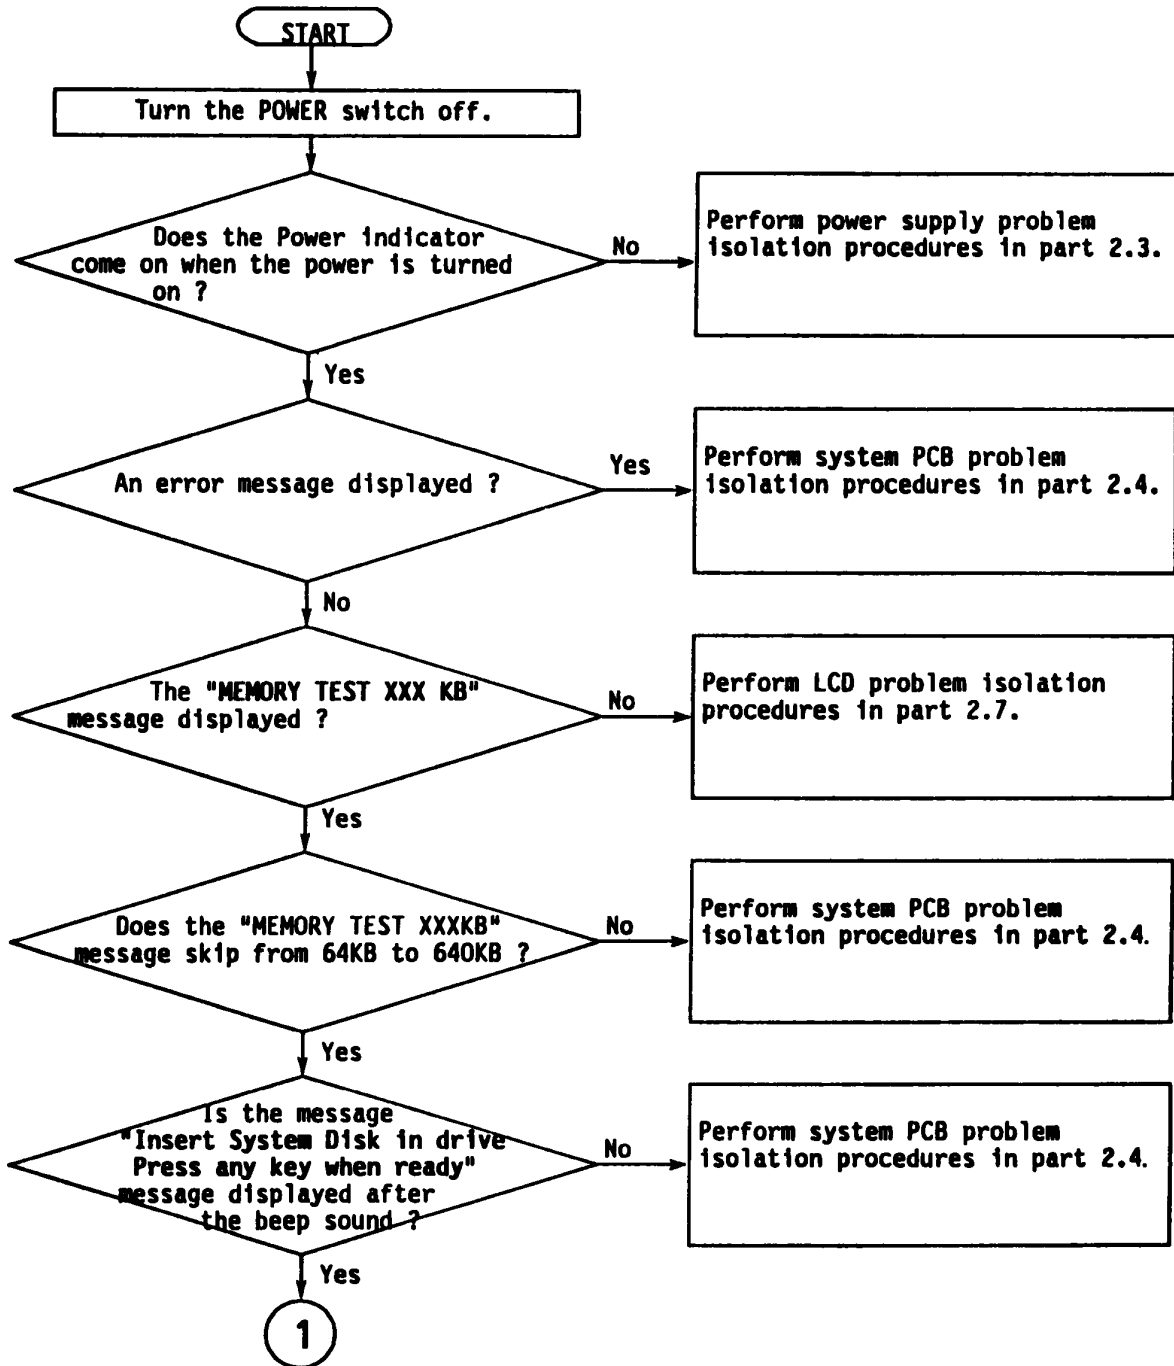 START
Turn the POWER switch off.
Does the Power indicator
come on when the power is turned
on ?
No
Perform power supply problem
isolation procedures in part 2.3.
Yes
An error message displayed ?
Yes
Perform system PCB problem
isolation procedures in part 2.4.
No
The "MEMORY TEST XXX KB"
message displayed ?
No
Perform LCD problem isolation
procedures in part 2.7.
Yes
Does the "MEMORY TEST XXXKB"
message skip from 64KB to 640KB ?
No
Perform system PCB problem
isolation procedures in part 2.4.
Yes
Is the message
"Insert System Disk in drive
Press any key when ready"
message displayed after
the beep sound ?
No
Perform system PCB problem
isolation procedures in part 2.4.
Yes
1